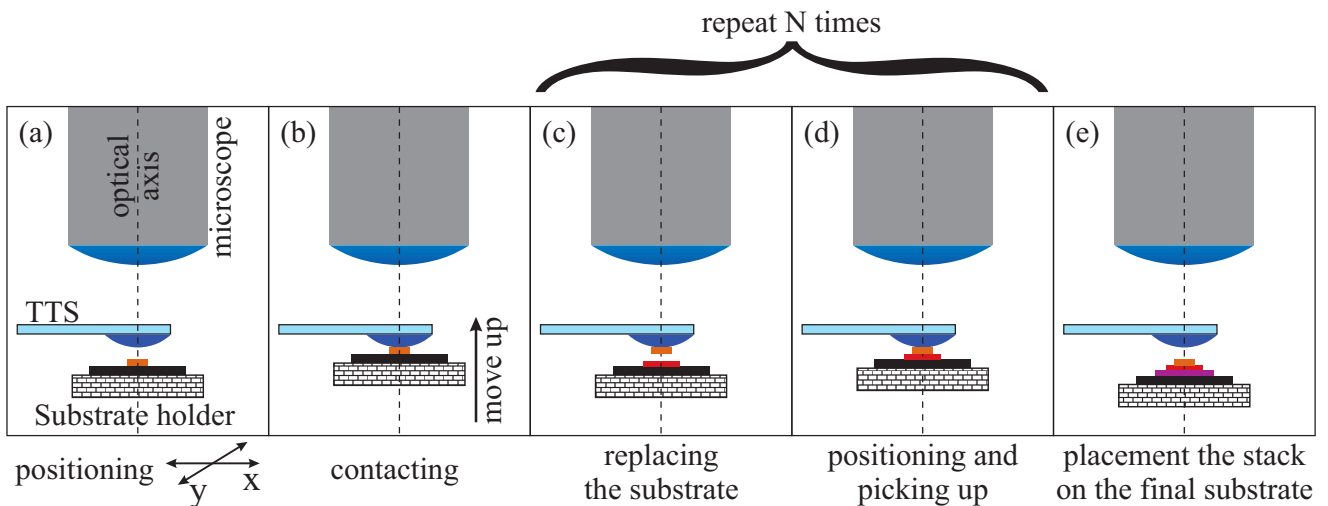 repeat N times
(a)
optical
axis
microscope
TTS
Substrate holder
positioning
x
y
(b)
move up
contacting
(c)
replacing
the substrate
(d)
positioning and
picking up
(e)
placement the stack
on the final substrate